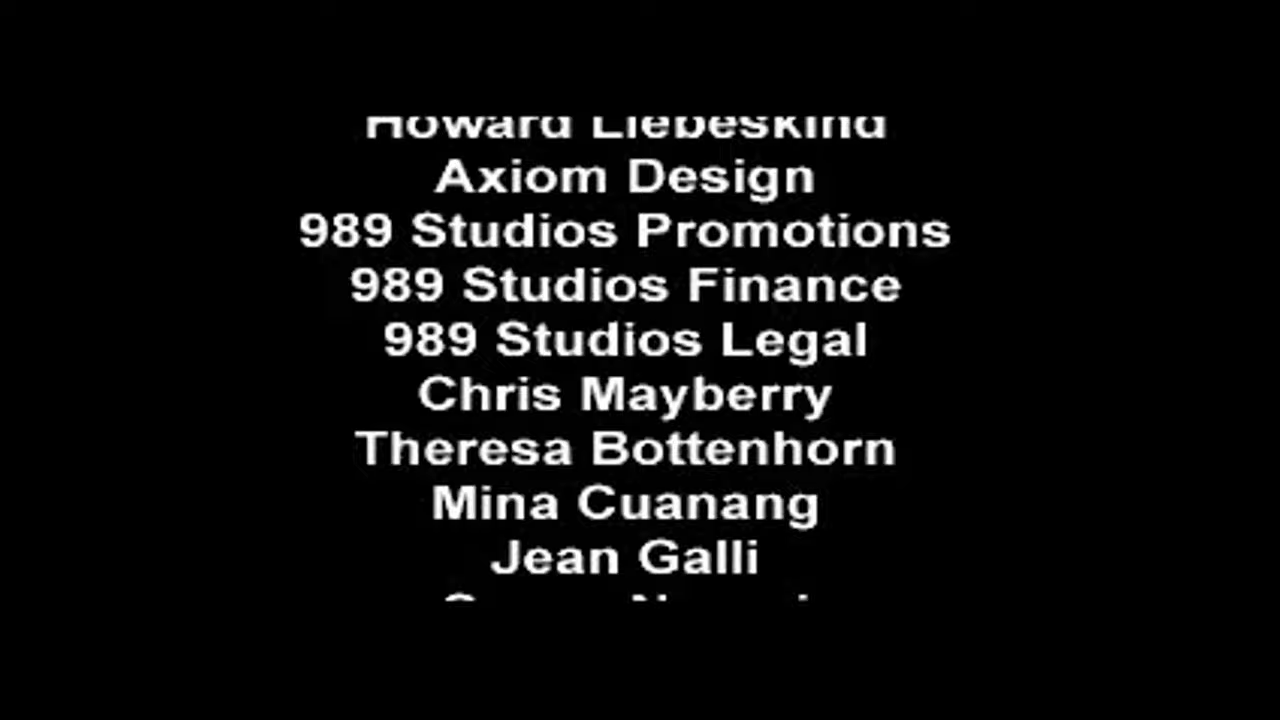 Howard Liebeskind
Axiom Design
989 Studios Promotions
989 Studios Finance
989 Studios Legal
Chris Mayberry
Theresa Bottenhorn
Mina Cuanang
Jean Galli